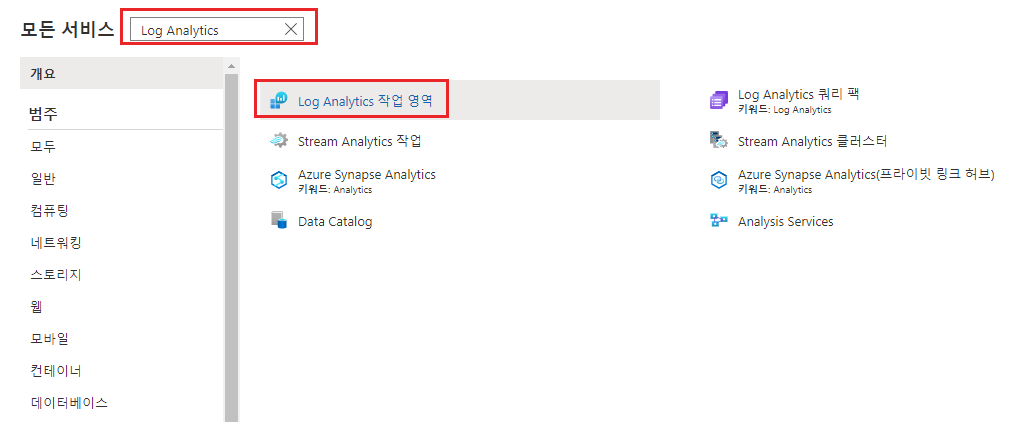 모든 서비스
Log Analytics
개요
범주
모두
일반
컴퓨팅
네트워킹
스토리지
웹
모바일
컨테이너
데이터베이스
Log Analytics 작업 영역
Stream Analytics 작업
Azure Synapse Analytics
키워드: Analytics
Data Catalog
Log Analytics 쿼리 팩
키워드: Log Analytics
Stream Analytics 클러스터
Azure Synapse Analytics(프라이빗 링크 허브)
키워드: Analytics
Analysis Services